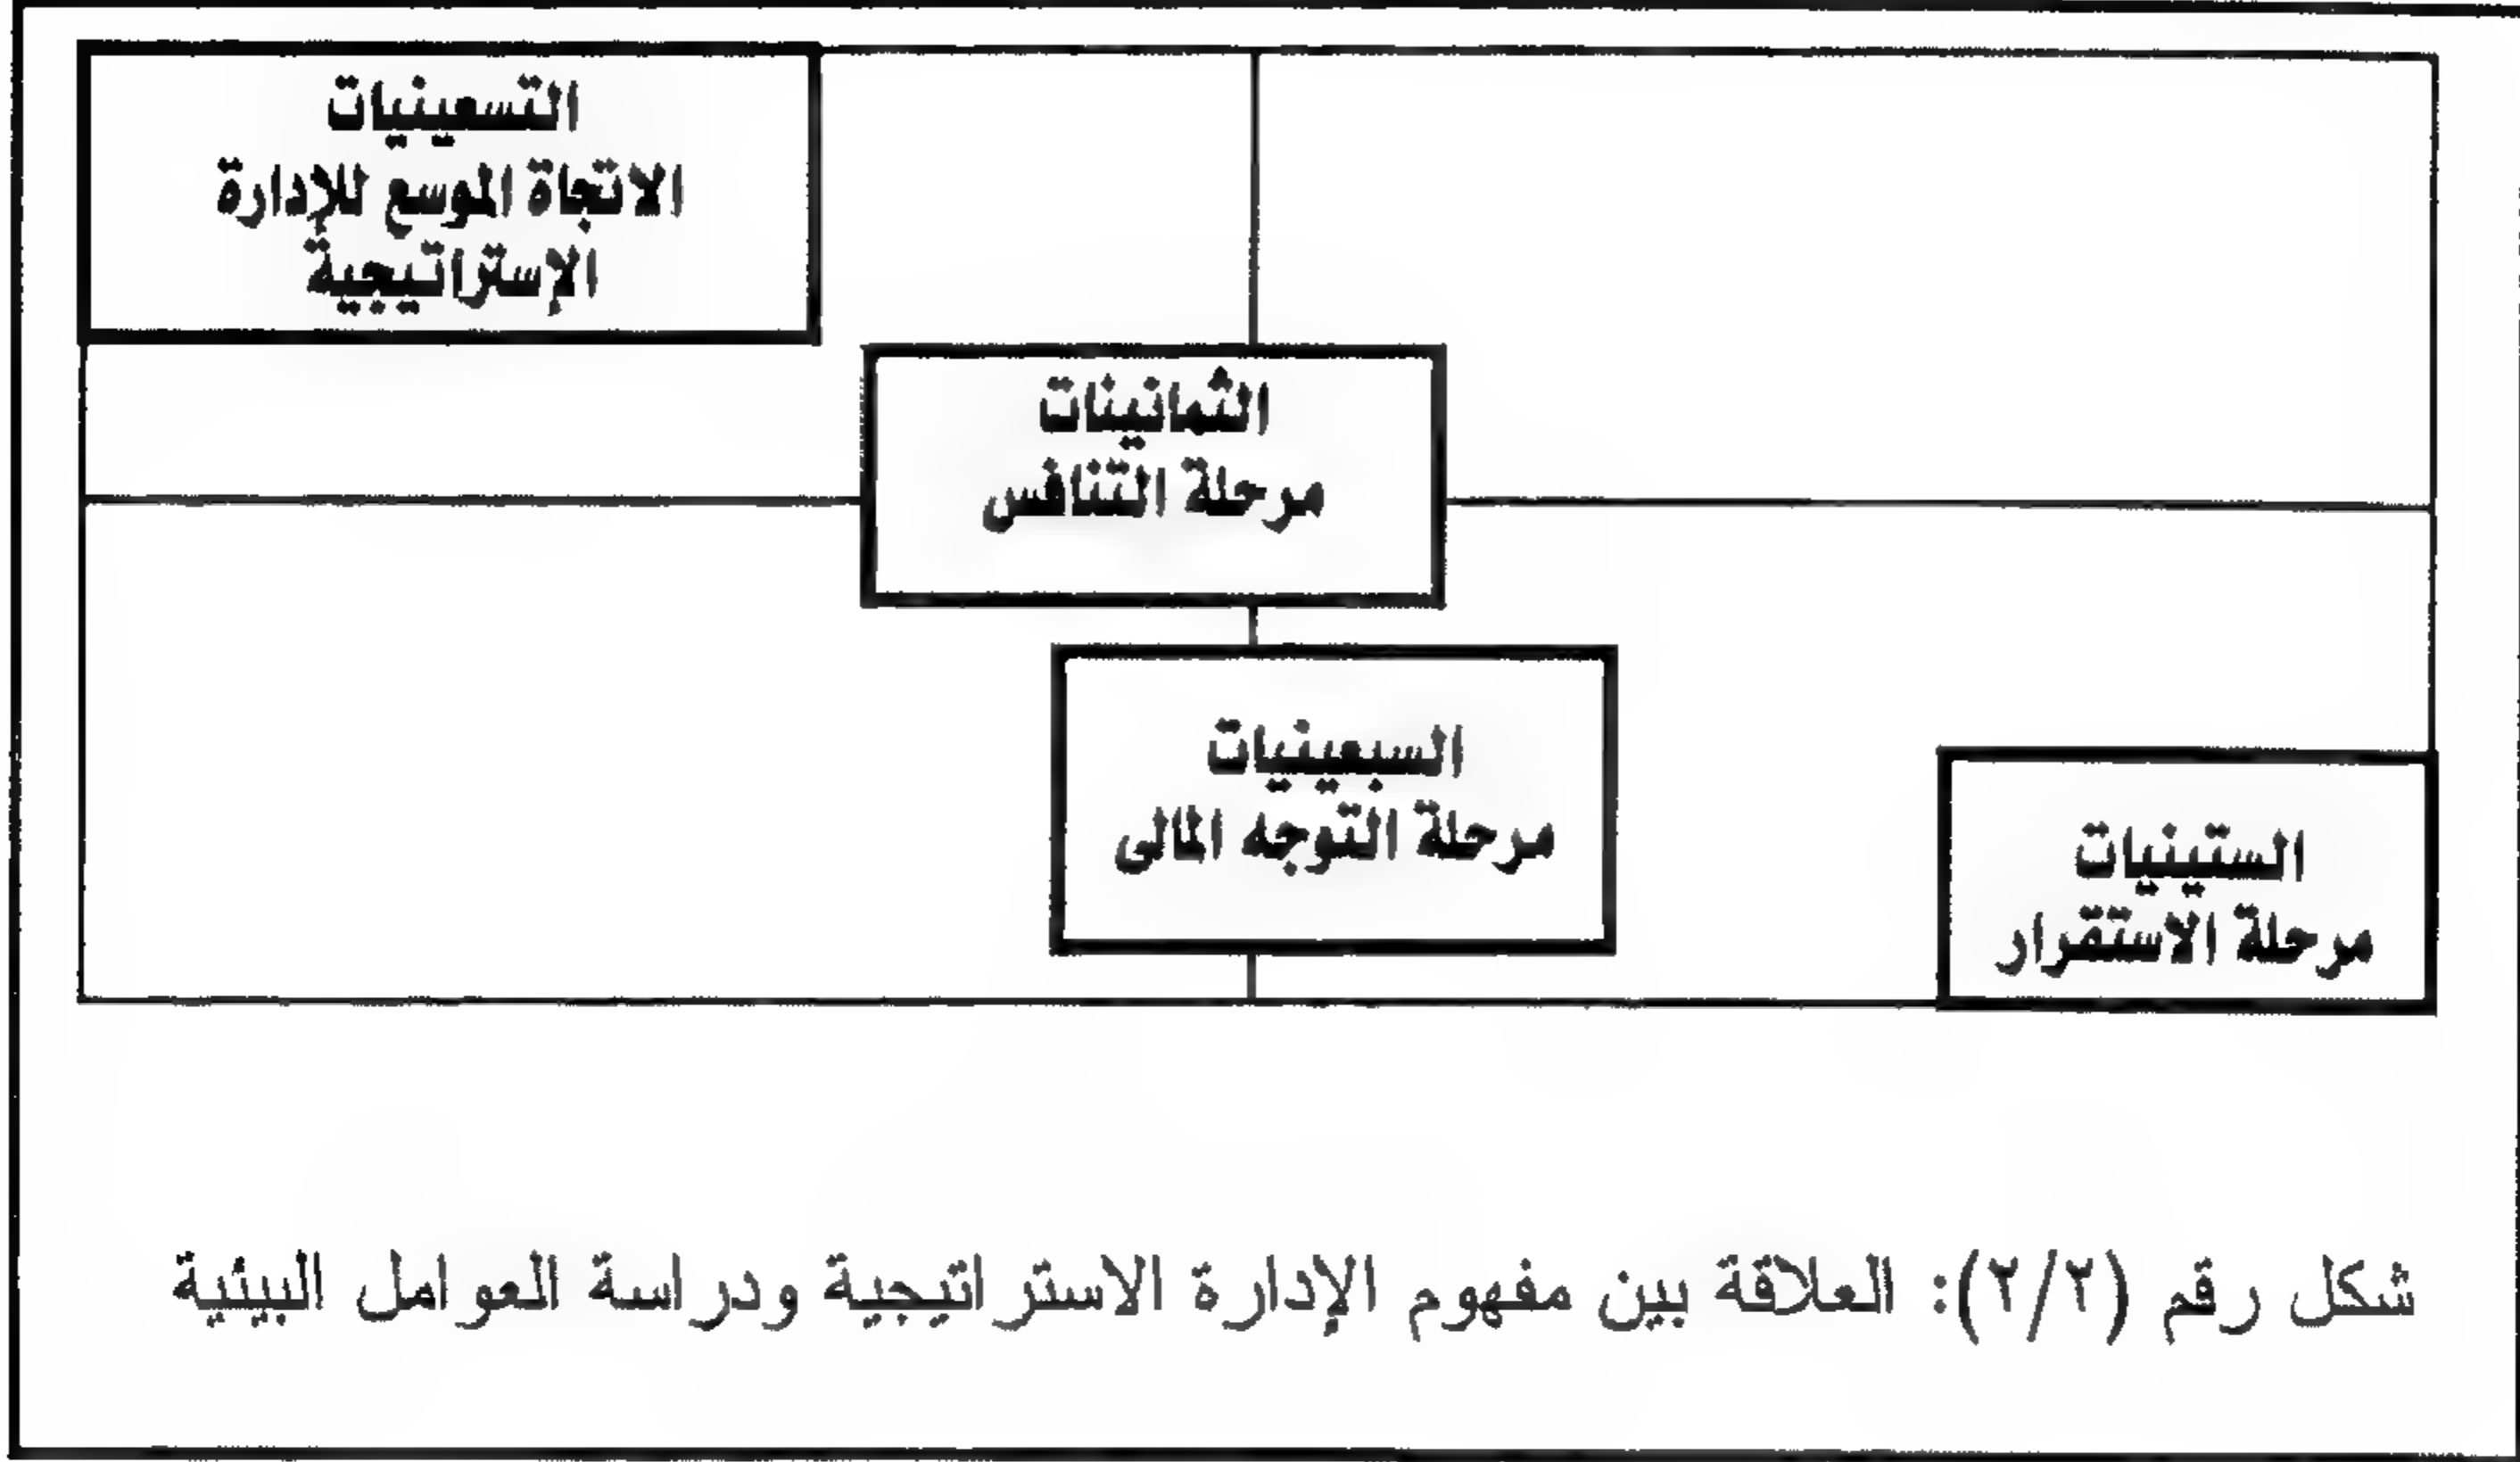 التسعينيات
الاتجاة الموسع للإدارة
الإستراتيجية
الثمانينات
مرحلة التنافس
السبعينيات
مرحلة التوجه المالى
الستينيات
مرحلة الاستقرار
شكل رقم (٢/٢): العلاقة بين مفهوم الإدارة الاستراتيجية ودراسة العوامل البيئية